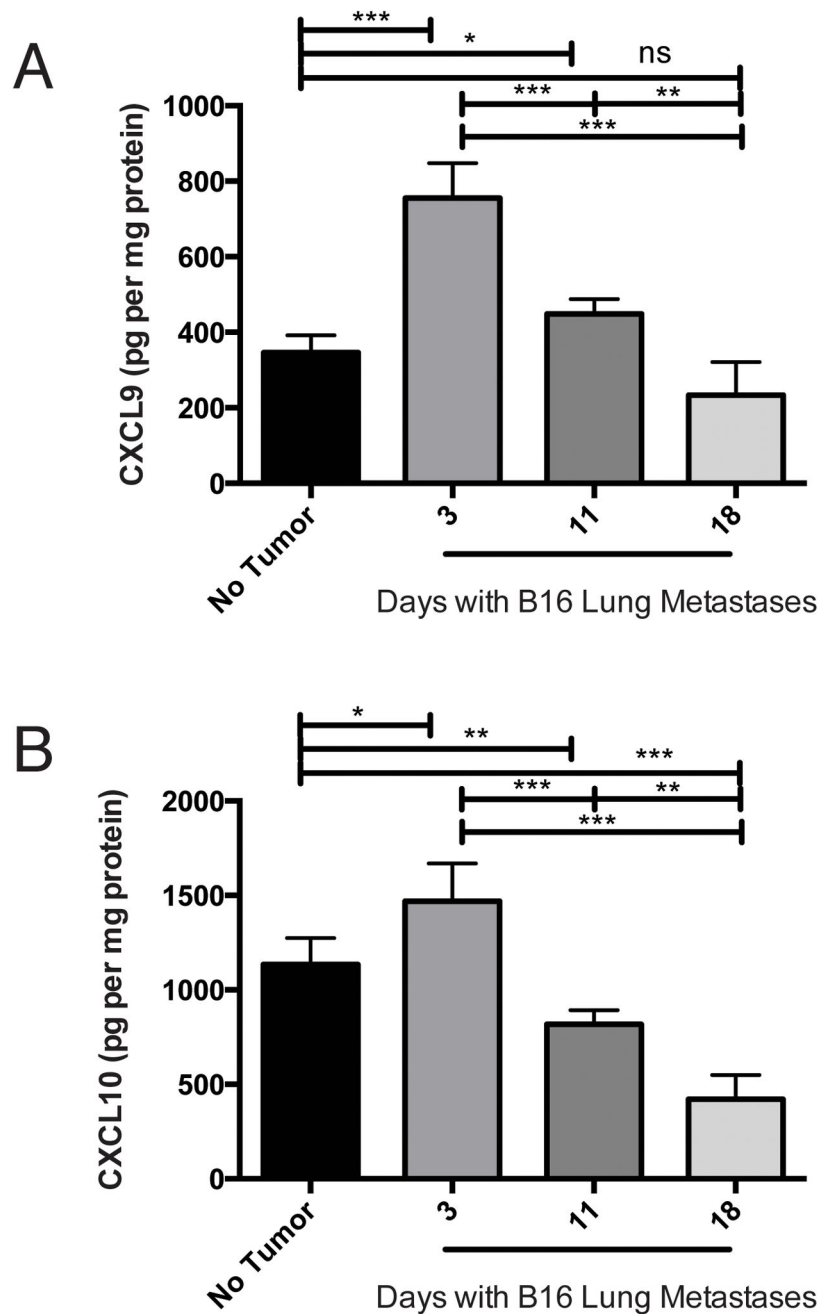 A
***
*
ns
*** **
***
CXCL9 (pg per mg protein)
1000
800
600
400
200
0
No Tumor 3 11 18
Days with B16 Lung Metastases
B
*
**
***
*** **
***
CXCL10 (pg per mg protein)
2000
1500
1000
500
0
No Tumor 3 11 18
Days with B16 Lung Metastases